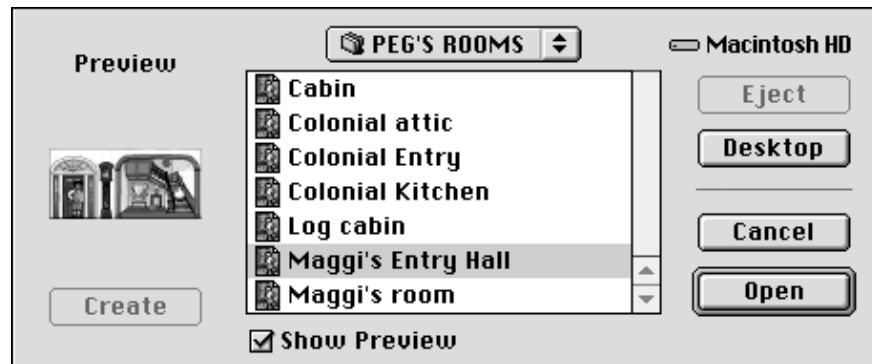 PEG'S ROOMS
Macintosh HD
Preview
Cabin
Colonial attic
Colonial Entry
Colonial Kitchen
Log cabin
Maggi's Entry Hall
Maggi's room
Eject
Desktop
Cancel
Open
Create
Show Preview